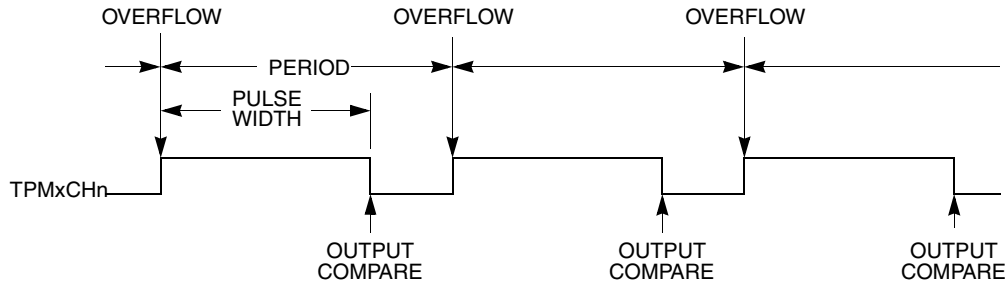 OVERFLOW OVERFLOW OVERFLOW
PERIOD
PULSE
WIDTH
TPMxCHn
OUTPUT
COMPARE
OUTPUT
COMPARE
OUTPUT
COMPARE